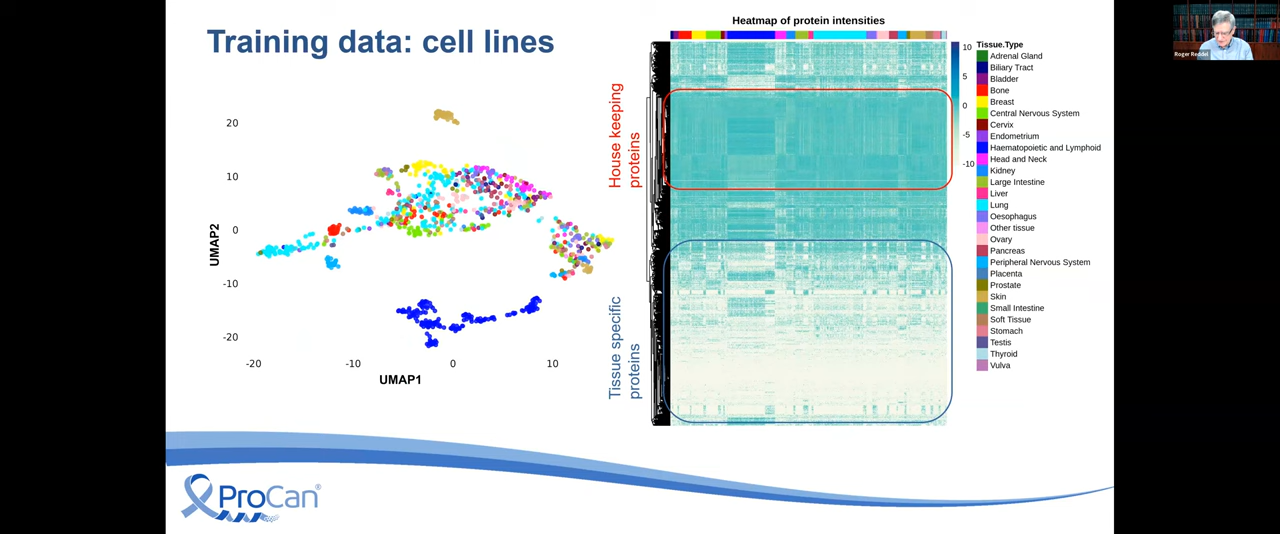 Training data: cell lines
UMAP2
20
10
0
-10
-20
-20
-10
0
10
UMAP1
House keeping
proteins
Tissue specific
proteins
Heatmap of protein intensities
10
5
0
-5
-10
Tissue.Type
Adrenal Gland
Biliary Tract
Bladder
Bone
Breast
Central Nervous System
Cervix
Endometrium
Haematopoietic and Lymphoid
Head and Neck
Kidney
Large Intestine
Liver
Lung
Oesophagus
Other tissue
Ovary
Pancreas
Peripheral Nervous System
Placenta
Prostate
Skin
Small Intestine
Soft Tissue
Stomach
Testis
Thyroid
Vulva
ProCan®
Roger Reddel